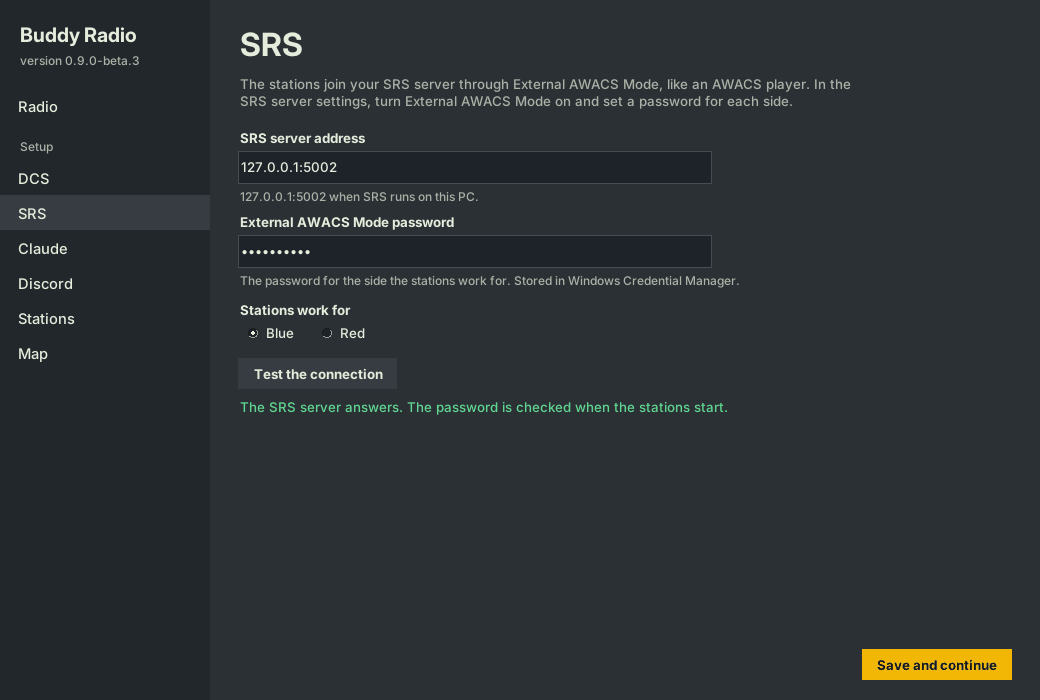 Buddy Radio
version 0.9.0-beta.3
Radio
Setup
DCS
SRS
Claude
Discord
Stations
Map
SRS
The stations join your SRS server through External AWACS Mode, like an AWACS player. In the
SRS server settings, turn External AWACS Mode on and set a password for each side.
SRS server address
127.0.0.1:5002
127.0.0.1:5002 when SRS runs on this PC.
External AWACS Mode password
••••••••••
The password for the side the stations work for. Stored in Windows Credential Manager.
Stations work for
Blue Red
Test the connection
The SRS server answers. The password is checked when the stations start.
Save and continue